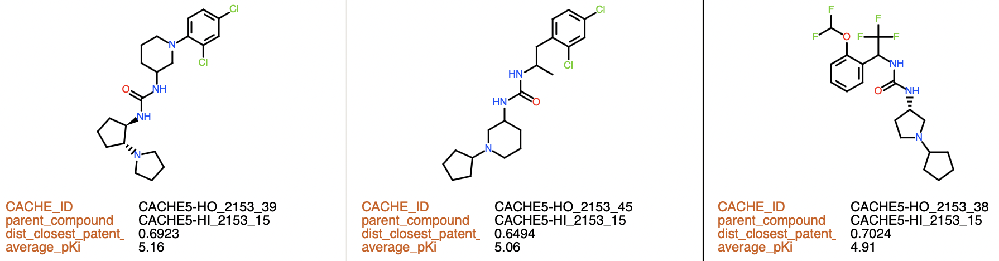 Cl
N
Cl
O
NH
NH
N
CACHE_ID CACHE5-HO_2153_39
parent_compound CACHE5-HI_2153_15
dist_closest_patent_ 0.6923
average_pKi 5.16
Cl
Cl
HN
HN
O
N
CACHE_ID CACHE5-HO_2153_45
parent_compound CACHE5-HI_2153_15
dist_closest_patent_ 0.6494
average_pKi 5.06
F
F
F
O
F
F
NH
O
NH
N
CACHE_ID CACHE5-HO_2153_38
parent_compound CACHE5-HI_2153_15
dist_closest_patent_ 0.7024
average_pKi 4.91